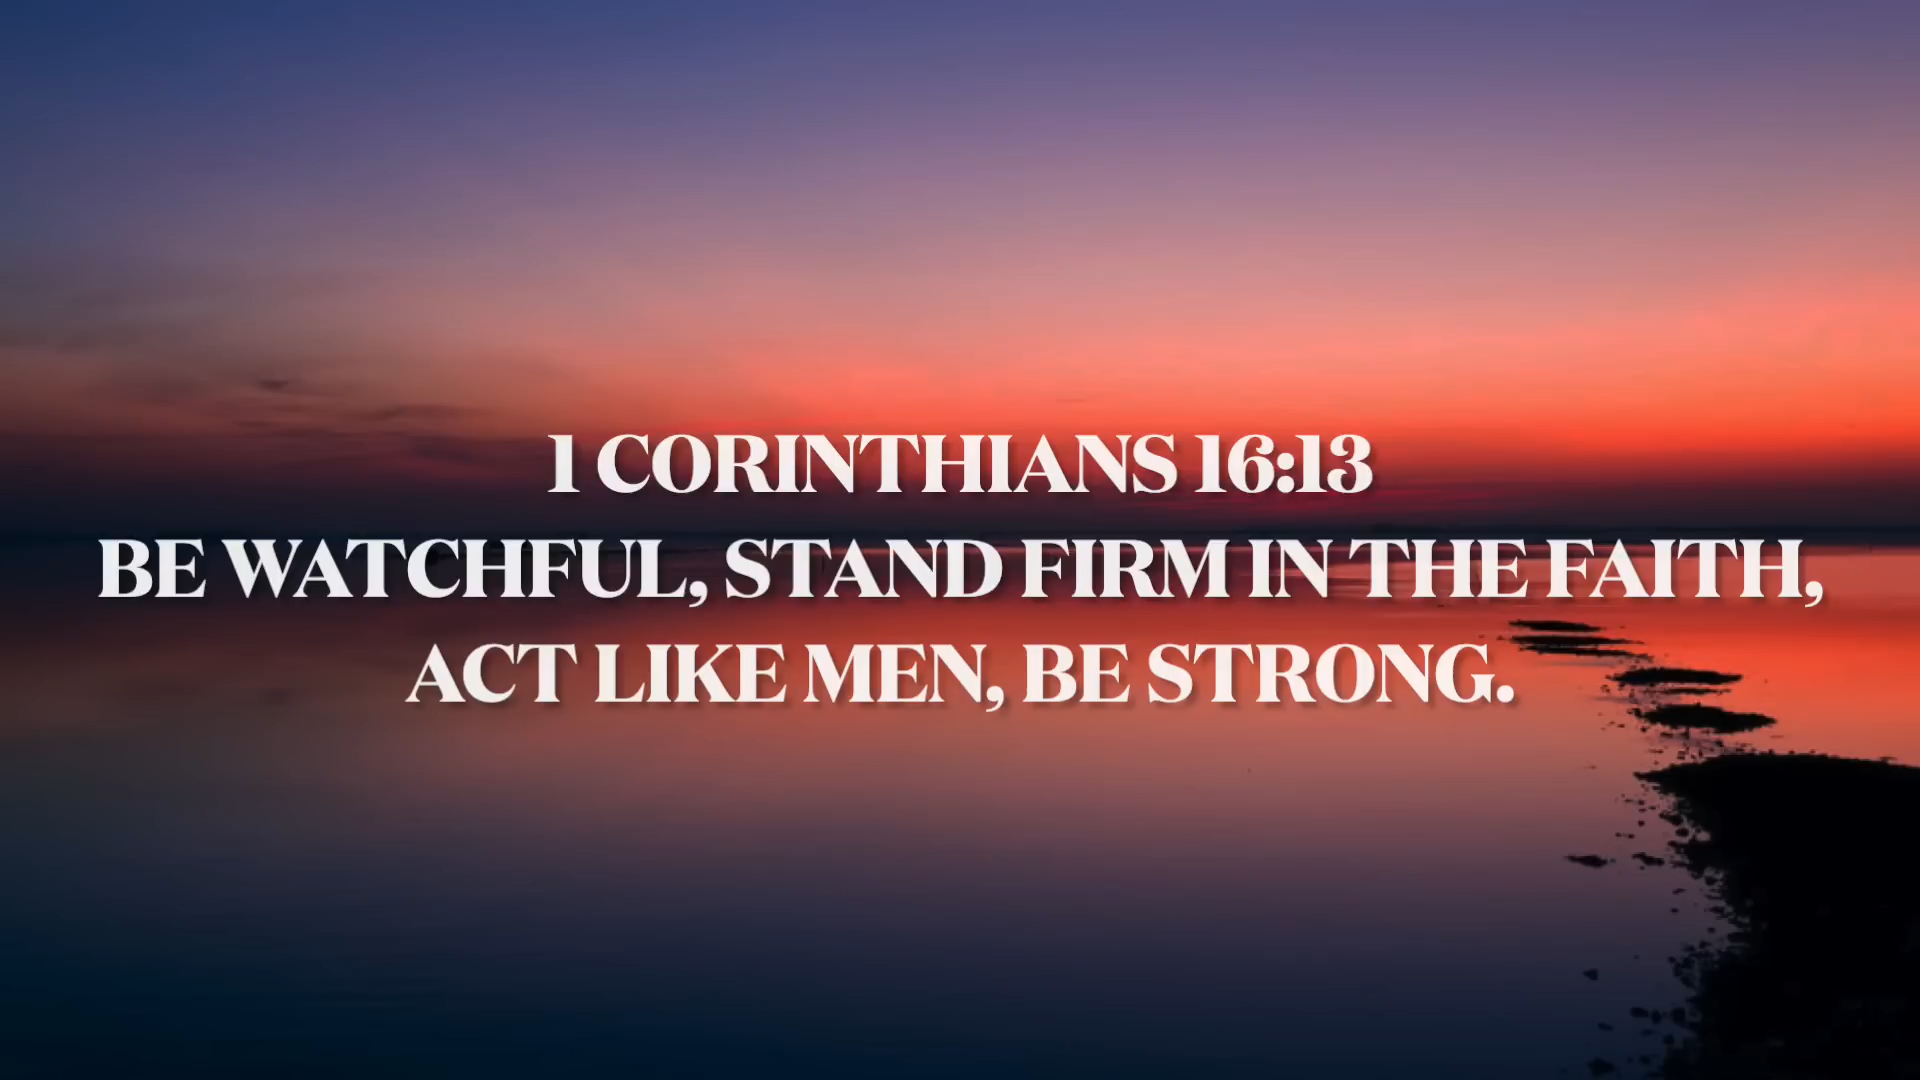 1 CORINTHIANS 16:13
BE WATCHFUL, STAND FIRM IN THE FAITH,
ACT LIKE MEN, BE STRONG.